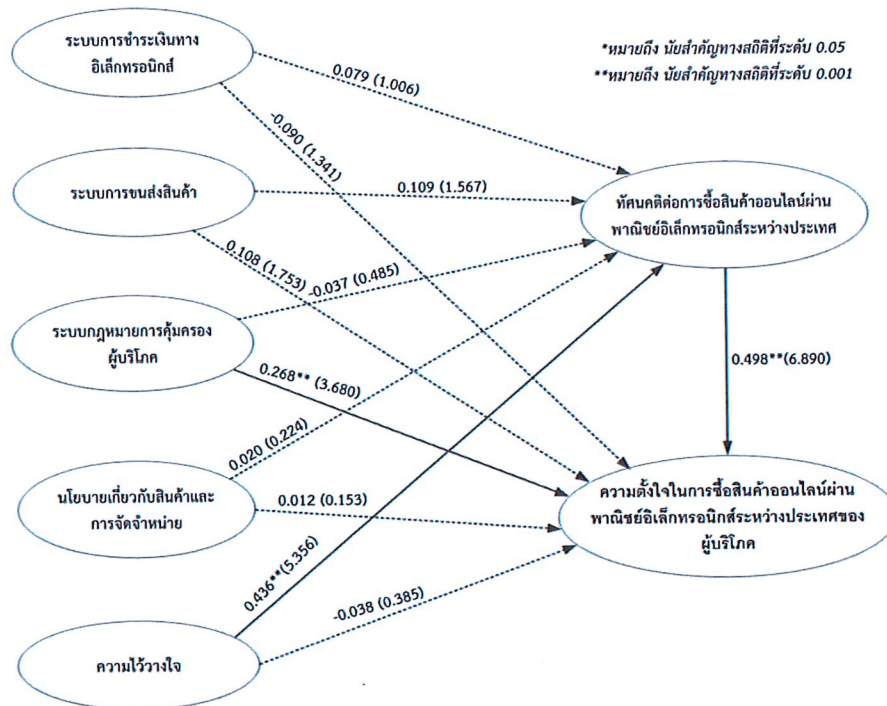 ระบบการชำระเงินทาง
อิเล็กทรอนิกส์
*หมายถึง นัยสำคัญทางสถิติที่ระดับ 0.05
**หมายถึง นัยสำคัญทางสถิติที่ระดับ 0.001
0.079 (1.006)
-0.090 (1.341)
ระบบการขนส่งสินค้า
0.109 (1.567)
ทัศนคติต่อการซื้อสินค้าออนไลน์ผ่าน
พาณิชย์อิเล็กทรอนิกส์ระหว่างประเทศ
0.108 (1.753)
-0.037 (0.485)
ระบบกฎหมายการคุ้มครอง
ผู้บริโภค
0.268** (3.680)
0.498**(6.890)
0.020 (0.224)
นโยบายเกี่ยวกับสินค้าและ
การจัดจำหน่าย
0.012 (0.153)
ความตั้งใจในการซื้อสินค้าออนไลน์ผ่าน
พาณิชย์อิเล็กทรอนิกส์ระหว่างประเทศของ
ผู้บริโภค
0.436**(5.356)
-0.038 (0.385)
ความไว้วางใจ